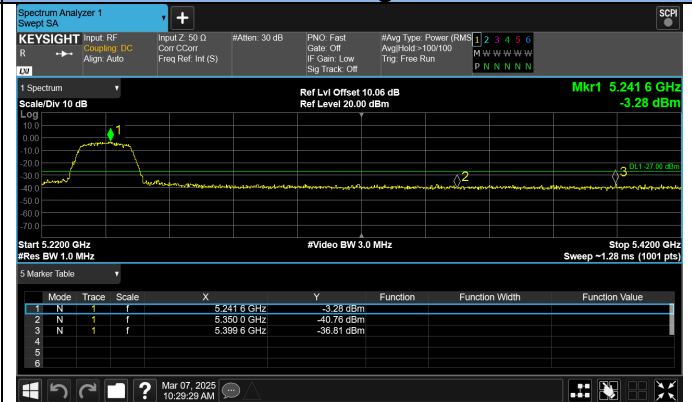 Spectrum Analyzer 1
Swept SA
+
SCPI
KEYSIGHT
R
LXI
Input: RF
Coupling: DC
Align: Auto
Input Z: 50 Ω
Corr CCorr
Freq Ref: Int (S)
#Atten: 30 dB
PNO: Fast
Gate: Off
IF Gain: Low
Sig Track: Off
#Avg Type: Power (RMS
Avg|Hold:>100/100
Trig: Free Run
1 2 3 4 5 6
M W W W W W
P N N N N N
1 Spectrum
Scale/Div 10 dB
Ref Lvl Offset 10.06 dB
Ref Level 20.00 dBm
Mkr1 5.241 6 GHz
-3.28 dBm
Log
10.0
0.00
-10.0
-20.0
-30.0
-40.0
-50.0
-60.0
-70.0
1
2
3
DL1 -27.00 dBm
Start 5.2200 GHz
#Res BW 1.0 MHz
#Video BW 3.0 MHz
Stop 5.4200 GHz
Sweep ~1.28 ms (1001 pts)
5 Marker Table
Mode Trace Scale X Y Function Function Width Function Value
1 N 1 f 5.241 6 GHz -3.28 dBm
2 N 1 f 5.350 0 GHz -40.76 dBm
3 N 1 f 5.399 6 GHz -36.81 dBm
4
5
6
?
Mar 07, 2025
10:29:29 AM